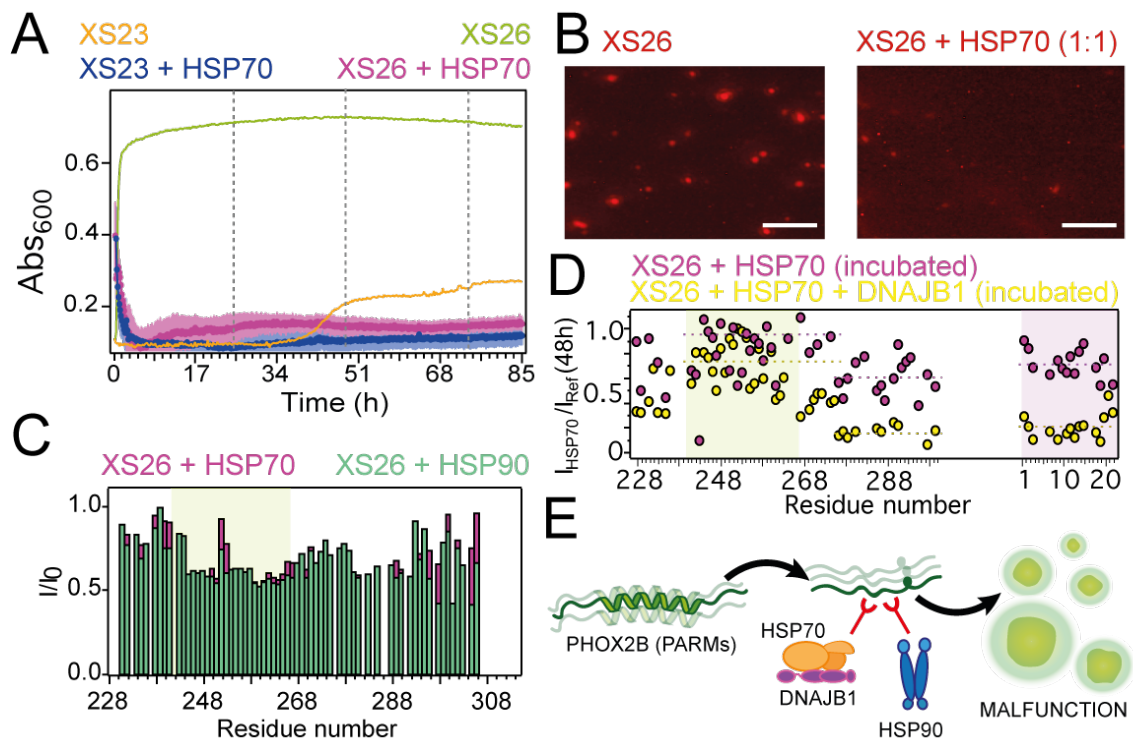 A
XS23 XS26
XS23 + HSP70 XS26 + HSP70
Abs600
0.6
0.4
0.2
0 17 34 51 68 85
Time (h)
B
XS26
XS26 + HSP70 (1:1)
C
XS26 + HSP70 XS26 + HSP90
I/I0
1.0
0.5
0.0
228 248 268 288 308
Residue number
D
XS26 + HSP70 (incubated)
XS26 + HSP70 + DNAJB1 (incubated)
IHSP70/IRef (48h)
1.0
0.5
0
228 248 268 288 1 10 20
Residue number
E
PHOX2B (PARMs)
HSP70
DNAJB1
HSP90
MALFUNCTION